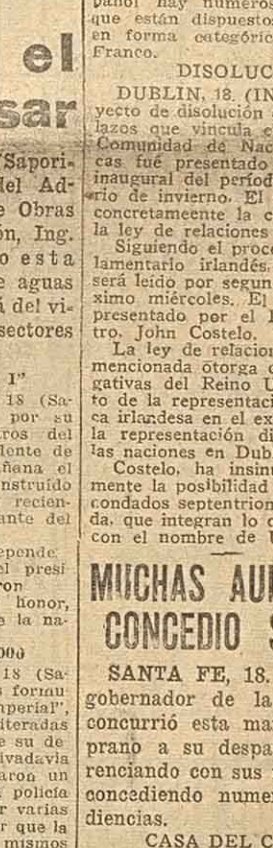 el
sar
"Sapori-
del Ad-
e Obras
ón, Ing.
o esta
e aguas
á del vi-
sectores
1"
18 (Sa-
por su
ros del
dente de
ñana el
nstruído
recien-
ante del
epende
el presi
ron
honor,
e la na-
18 (Sa-
s formu-
mperial",
iteradas
e su de
ivadavia
aron un
policía
r varias
r que la
mismos
pañol hay numeros
que están dispuestos
en forma categóric
Franco.
DISOLUC
DUBLIN, 18. (IN
yecto de disolución
lazos que vincula e
Comunidad de Nac
cas fué presentado
inaugural del períod
rio de invierno. El
concretameente la c
la ley de relaciones
Siguiendo el proce
lamentario irlandés,
será leído por segun
ximo miércoles. El
presentado por el
tro, John Costelo.
La ley de relacion
mencionada otorga
gativas del Reino U
to de la representaci
ca irlandesa en el ex
la representación di
las naciones en Dub
Costelo, ha insinu
mente la posibilidad
condados septentrion
da, que integran lo
con el nombre de U
MUCHAS AU
CONCEDIO
SANTA FE, 18.
gobernador de la
concurrió esta ma
prano a su despa
renciando con sus
concediendo nume
diencias.
CASA DEL C